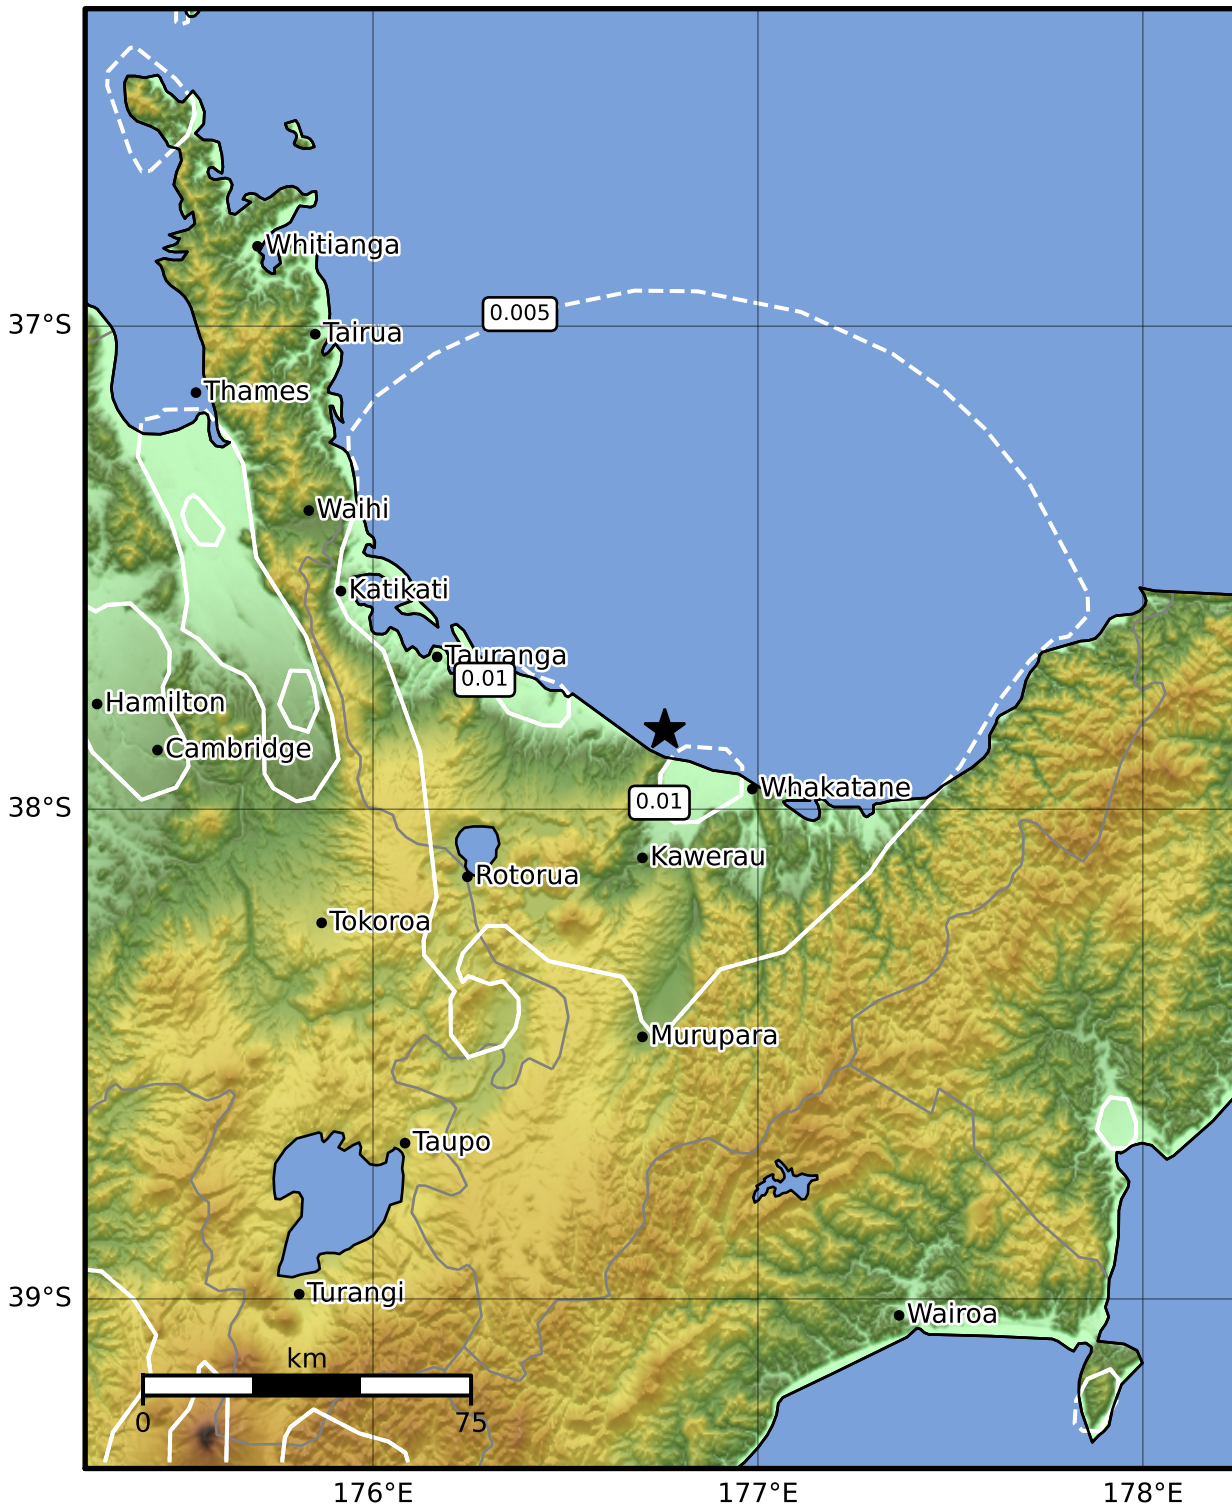 Whitianga
0.005
37°S
Tairua
Thames
Waihi
Katikati
Tauranga
0.01
Hamilton
Cambridge
Whakatane
0.01
38°S
Kawerau
Rotorua
Tokoroa
Murupara
Taupo
Turangi
39°S
Wairoa
km
0
75
176°E
177°E
178°E